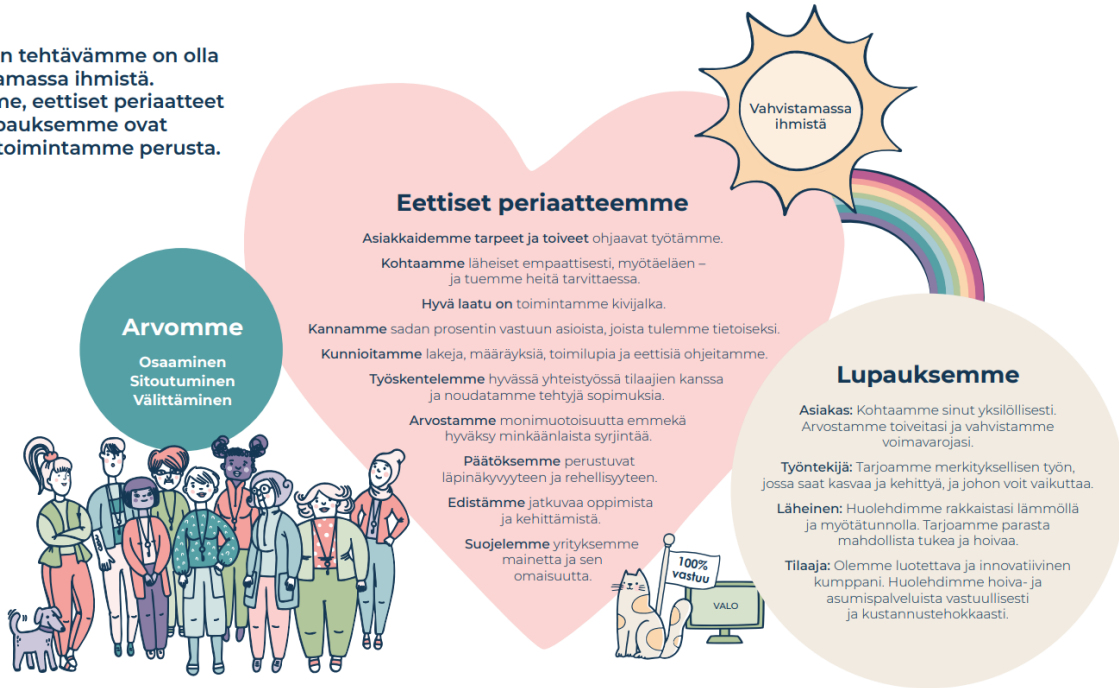 n tehtävämme on olla
amassa ihmistä.
me, eettiset periaatteet
pauksemme ovat
toimintamme perusta.
Vahvistamassa
ihmistä
Eettiset periaatteemme
Asiakkaidemme tarpeet ja toiveet ohjaavat työtämme.
Kohtaamme läheiset empaattisesti, myötäeläen –
ja tuemme heitä tarvittaessa.
Hyvä laatu on toimintamme kivijalka.
Kannamme sadan prosentin vastuun asioista, joista tulemme tietoiseksi.
Kunnioitamme lakeja, määräyksiä, toimilupia ja eettisiä ohjeitamme.
Työskentelemme hyvässä yhteistyössä tilaajien kanssa
ja noudatamme tehtyjä sopimuksia.
Arvostamme monimuotoisuutta emmekä
hyväksy minkäänlaista syrjintää.
Päätöksemme perustuvat
läpinäkyvyyteen ja rehellisyyteen.
Edistämme jatkuvaa oppimista
ja kehittämistä.
Suojelemme yrityksemme
mainetta ja sen
omaisuutta.
Arvomme
Osaaminen
Sitoutuminen
Välittäminen
100%
vastuu
VALO
Lupauksemme
Asiakas: Kohtaamme sinut yksilöllisesti.
Arvostamme toiveitasi ja vahvistamme
voimavarojasi.
Työntekijä: Tarjoamme merkityksellisen työn,
jossa saat kasvaa ja kehittyä, ja johon voit vaikuttaa.
Läheinen: Huolehdimme rakkaistasi lämmöllä
ja myötätunnolla. Tarjoamme parasta
mahdollista tukea ja hoivaa.
Tilaaja: Olemme luotettava ja innovatiivinen
kumppani. Huolehdimme hoiva- ja
asumispalveluista vastuullisesti
ja kustannustehokkaasti.